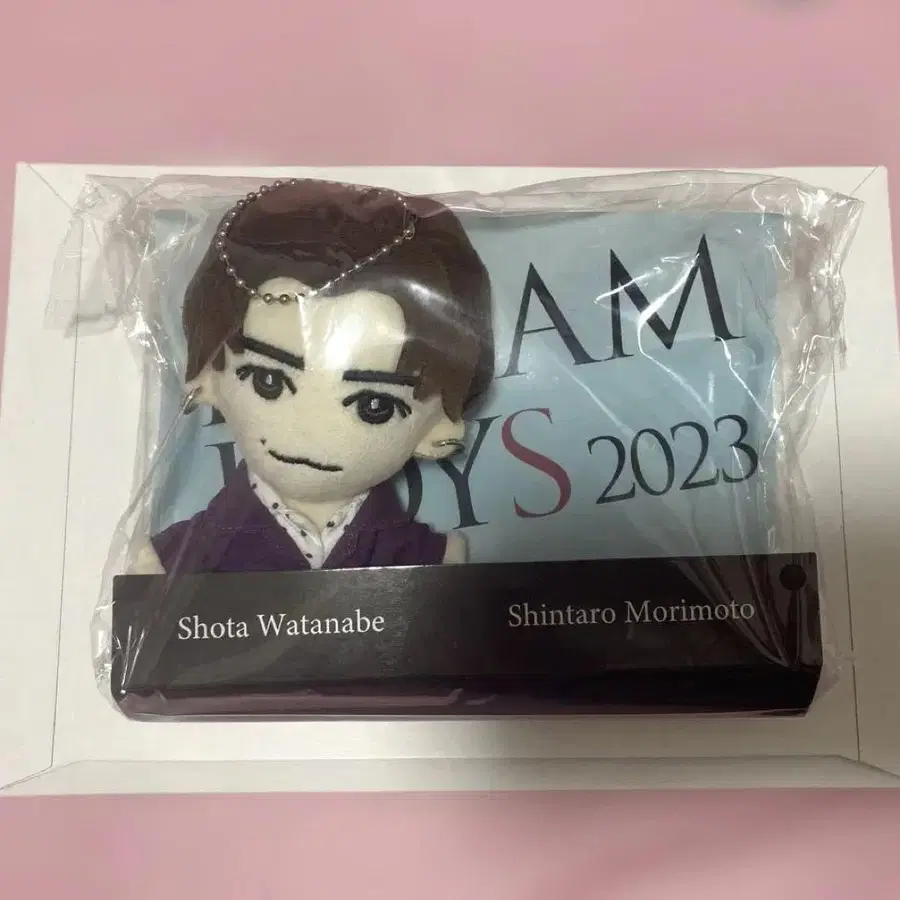 AM
YS 2023
Shota Watanabe
Shintaro Morimoto